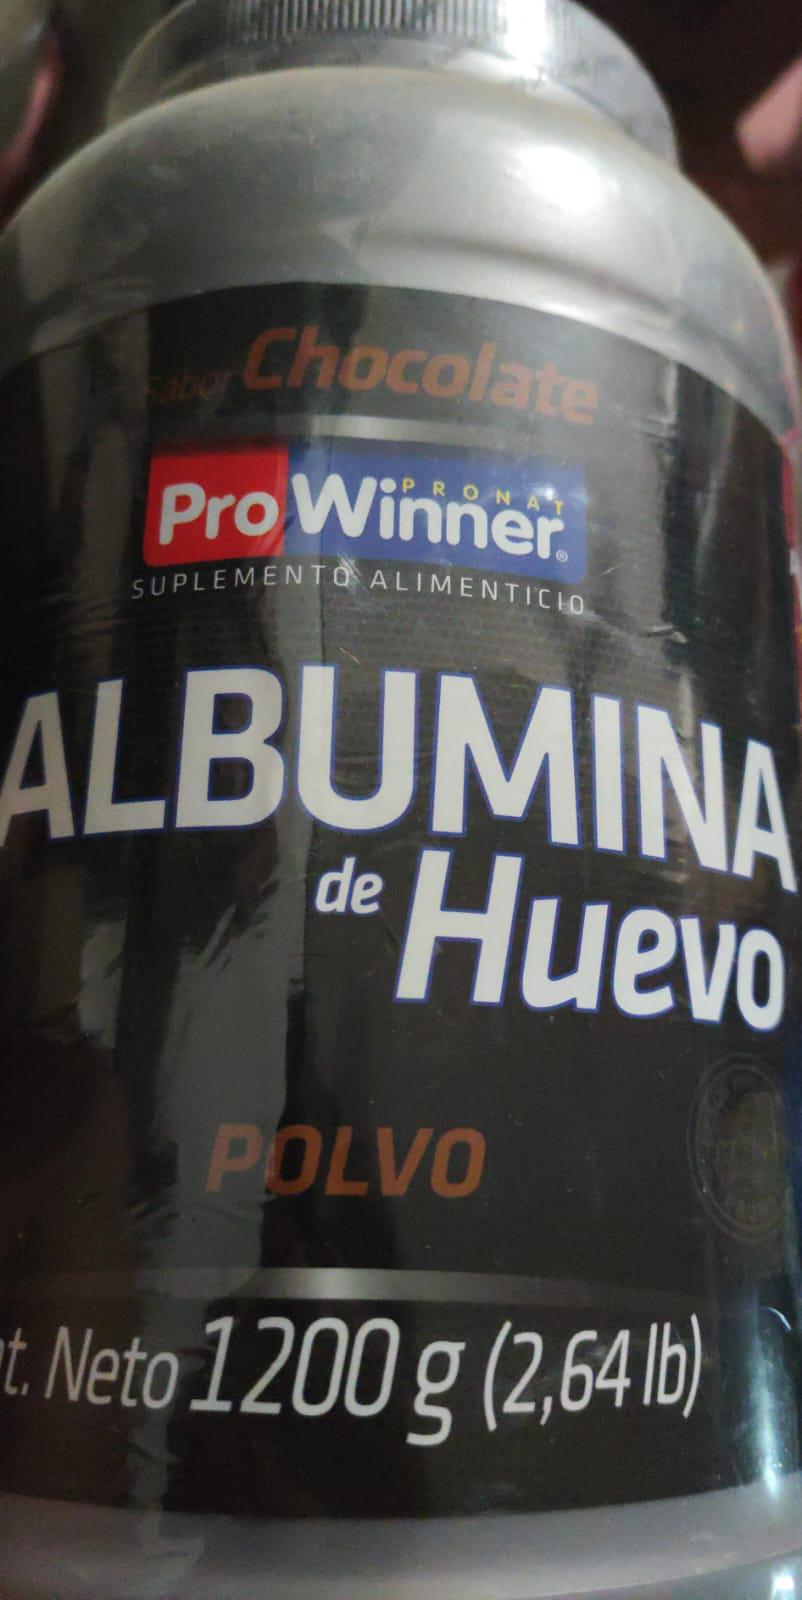 Sabor Chocolate
PRONAT
ProWinner®
SUPLEMENTO ALIMENTICIO
ALBUMINA
de Huevo
POLVO
t. Neto 1200 g (2,64 lb)